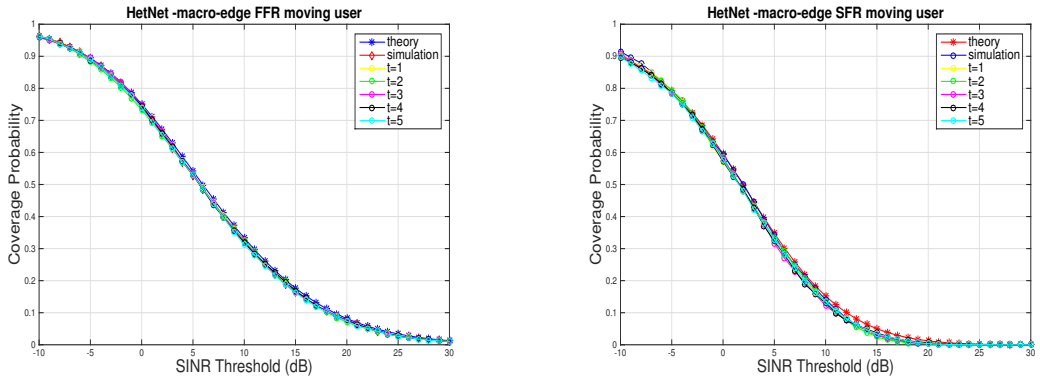 HetNet -macro-edge FFR moving user
Coverage Probability
1
0.9
0.8
0.7
0.6
0.5
0.4
0.3
0.2
0.1
0
-10 -5 0 5 10 15 20 25 30
SINR Threshold (dB)
theory
simulation
t=1
t=2
t=3
t=4
t=5
HetNet -macro-edge SFR moving user
Coverage Probability
1
0.9
0.8
0.7
0.6
0.5
0.4
0.3
0.2
0.1
0
-10 -5 0 5 10 15 20 25 30
SINR Threshold (dB)
theory
simulation
t=1
t=2
t=3
t=4
t=5